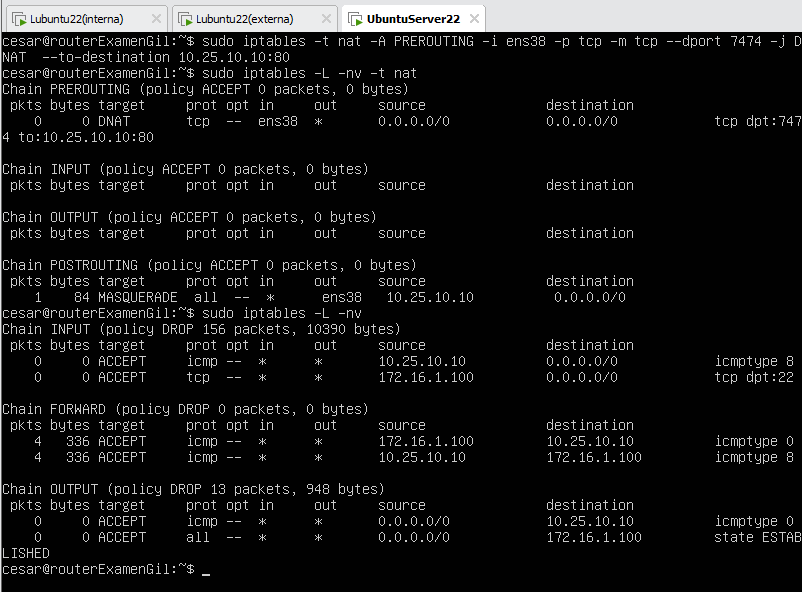 Lubuntu22(interna) × Lubuntu22(externa) × UbuntuServer22 ×
cesar@routerExamenGil:~$ sudo iptables -t nat -A PREROUTING -i ens38 -p tcp -m tcp --dport 7474 -j D
NAT  --to-destination 10.25.10.10:80
cesar@routerExamenGil:~$ sudo iptables -L -nv -t nat
Chain PREROUTING (policy ACCEPT 0 packets, 0 bytes)
 pkts bytes target     prot opt in     out     source               destination
    0     0 DNAT       tcp  --  ens38  *       0.0.0.0/0            0.0.0.0/0            tcp dpt:747
4 to:10.25.10.10:80
Chain INPUT (policy ACCEPT 0 packets, 0 bytes)
 pkts bytes target     prot opt in     out     source               destination
Chain OUTPUT (policy ACCEPT 0 packets, 0 bytes)
 pkts bytes target     prot opt in     out     source               destination
Chain POSTROUTING (policy ACCEPT 0 packets, 0 bytes)
 pkts bytes target     prot opt in     out     source               destination
    1    84 MASQUERADE  all  --  *      ens38   10.25.10.10          0.0.0.0/0
cesar@routerExamenGil:~$ sudo iptables -L -nv
Chain INPUT (policy DROP 156 packets, 10390 bytes)
 pkts bytes target     prot opt in     out     source               destination
    0     0 ACCEPT     icmp --  *      *       10.25.10.10          0.0.0.0/0            icmptype 8
    0     0 ACCEPT     tcp  --  *      *       172.16.1.100         0.0.0.0/0            tcp dpt:22
Chain FORWARD (policy DROP 0 packets, 0 bytes)
 pkts bytes target     prot opt in     out     source               destination
    4   336 ACCEPT     icmp --  *      *       172.16.1.100         10.25.10.10          icmptype 0
    4   336 ACCEPT     icmp --  *      *       10.25.10.10          172.16.1.100         icmptype 8
Chain OUTPUT (policy DROP 13 packets, 948 bytes)
 pkts bytes target     prot opt in     out     source               destination
    0     0 ACCEPT     icmp --  *      *       0.0.0.0/0            10.25.10.10          icmptype 0
    0     0 ACCEPT     all  --  *      *       0.0.0.0/0            172.16.1.100         state ESTAB
LISHED
cesar@routerExamenGil:~$ _